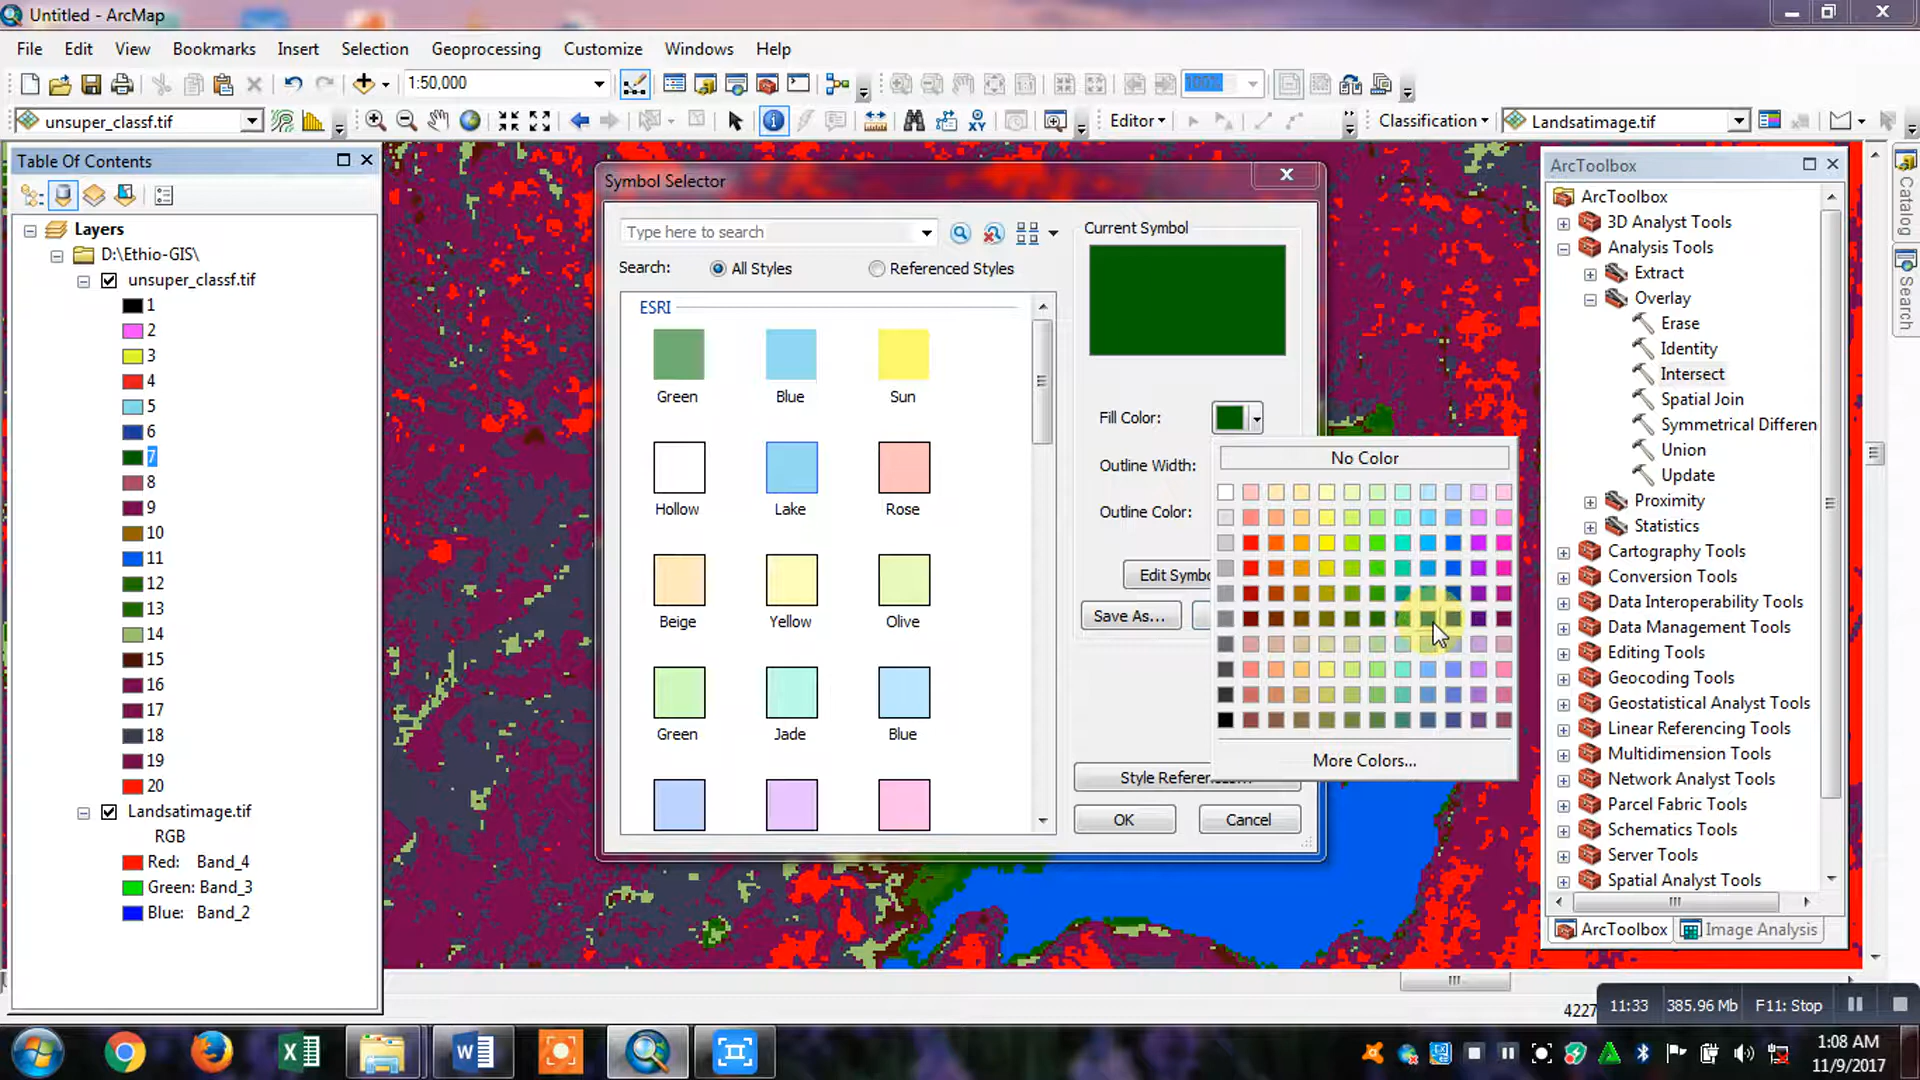 Untitled - ArcMap
File Edit View Bookmarks Insert Selection Geoprocessing Customize Windows Help
1:50,000
100%
unsuper_classf.tif
Editor
Classification
Landsatimage.tif
Table Of Contents
Layers
D:\Ethio-GIS\
unsuper_classf.tif
1
2
3
4
5
6
7
8
9
10
11
12
13
14
15
16
17
18
19
20
Landsatimage.tif
RGB
Red: Band_4
Green: Band_3
Blue: Band_2
Symbol Selector
Type here to search
Search: All Styles Referenced Styles
ESRI
Green Blue Sun
Hollow Lake Rose
Beige Yellow Olive
Green Jade Blue
Current Symbol
Fill Color:
Outline Width:
Outline Color:
Edit Symbo
Save As...
Style Referenc
OK Cancel
No Color
More Colors...
ArcToolbox
ArcToolbox
3D Analyst Tools
Analysis Tools
Extract
Overlay
Erase
Identity
Intersect
Spatial Join
Symmetrical Differen
Union
Update
Proximity
Statistics
Cartography Tools
Conversion Tools
Data Interoperability Tools
Data Management Tools
Editing Tools
Geocoding Tools
Geostatistical Analyst Tools
Linear Referencing Tools
Multidimension Tools
Network Analyst Tools
Parcel Fabric Tools
Schematics Tools
Server Tools
Spatial Analyst Tools
ArcToolbox Image Analysis
Catalog
Search
4227
11:33 385.96 Mb F11: Stop
1:08 AM
11/9/2017